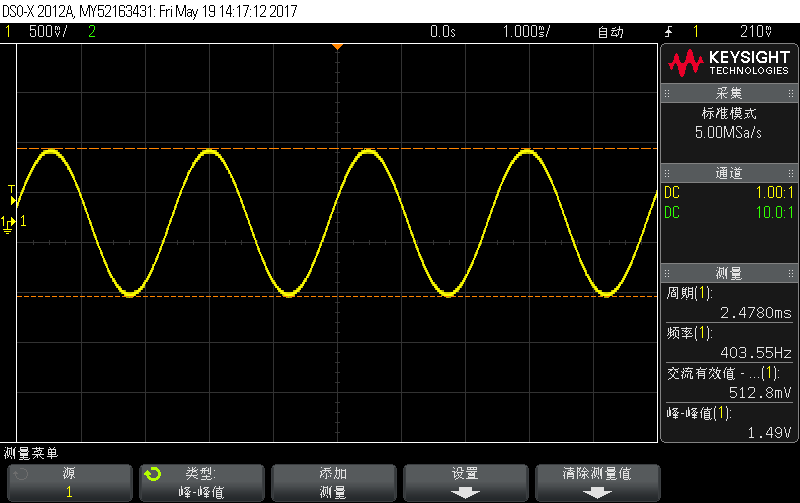 DSO-X 2012A, MY52163431: Fri May 19 14:17:12 2017
1 500mV/ 2 0.0s 1.000ms/ 自动 1 210mV
KEYSIGHT
TECHNOLOGIES
采集
标准模式
5.00MSa/s
通道
DC 1.00:1
DC 10.0:1
T
1 1
测量
周期(1):
2.4780ms
频率(1):
403.55Hz
交流有效值 - ...(1):
512.8mV
峰-峰值(1):
1.49V
测量菜单
源
1
类型:
峰-峰值
添加
测量
设置
清除测量值